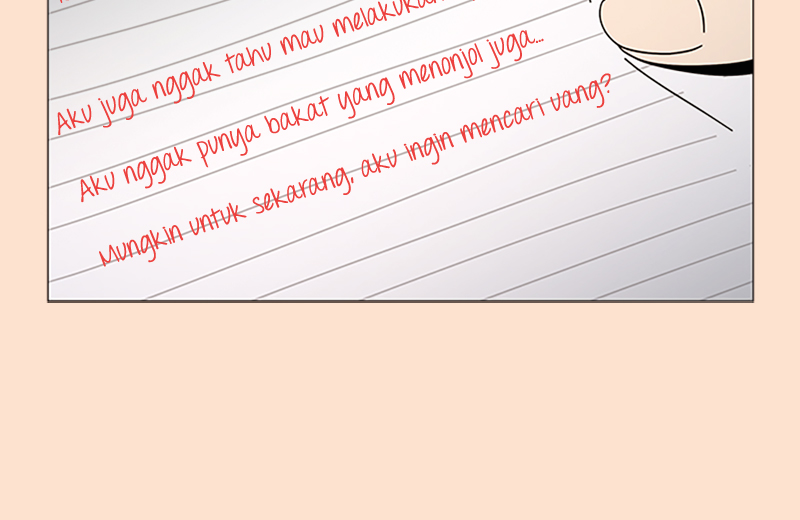 Aku juga nggak tahu mau melakukan
Aku nggak punya bakat yang menonjol juga...
Mungkin untuk sekarang, aku ingin mencari uang?